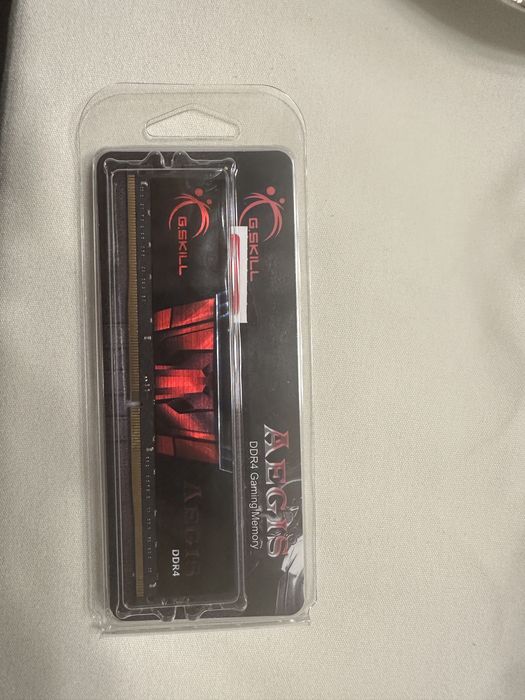 G.SKILL
G.SKILL
AEGIS
DDR4 Gaming Memory
AEGIS
DDR4